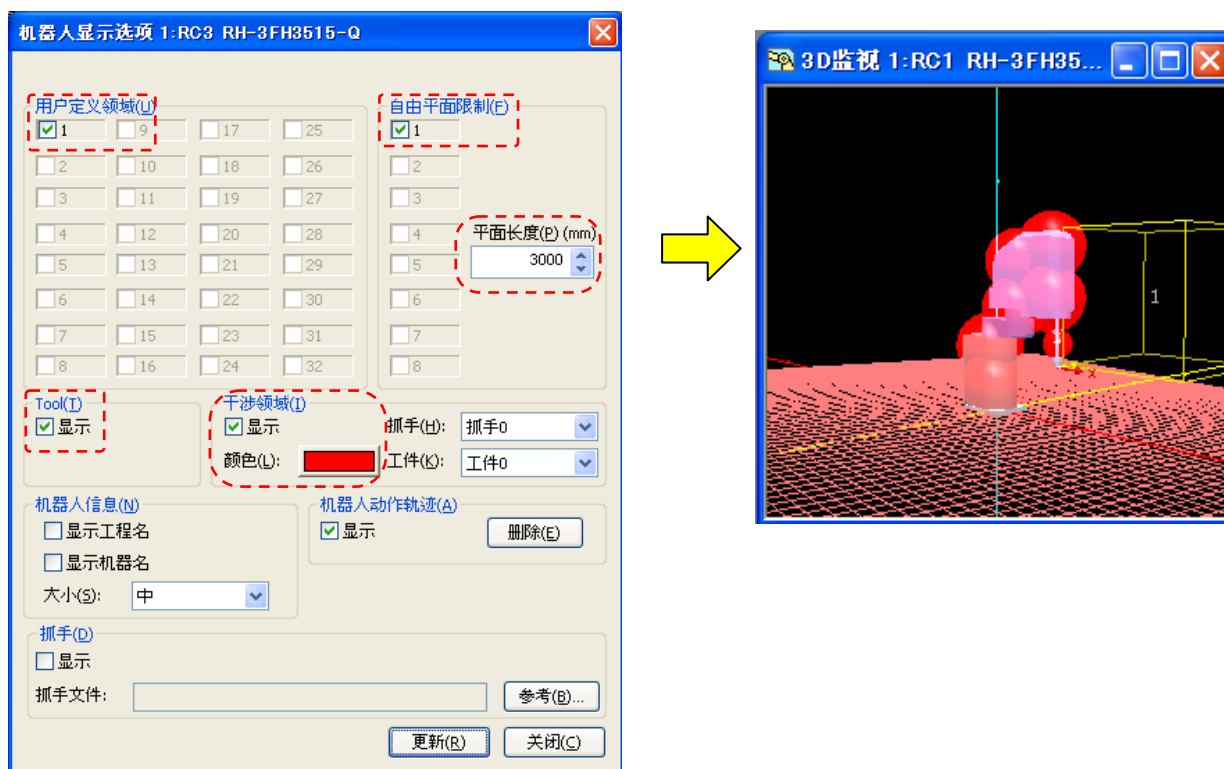 机器人显示选项 1:RC3 RH-3FH3515-Q
用户定义领域(U)
1 9 17 25
2 10 18 26
3 11 19 27
4 12 20 28
5 13 21 29
6 14 22 30
7 15 23 31
8 16 24 32
自由平面限制(F)
1
2
3
4
5
6
7
8
平面长度(P) (mm)
3000
Tool(T)
显示
干涉领域(I)
显示
颜色(L):
抓手(H): 抓手0
工件(K): 工件0
机器人信息(N)
显示工程名
显示机器名
大小(S): 中
机器人动作轨迹(A)
显示 删除(E)
抓手(D)
显示
抓手文件: 参考(B)...
更新(R) 关闭(C)
3D监视 1:RC1 RH-3FH35...
1